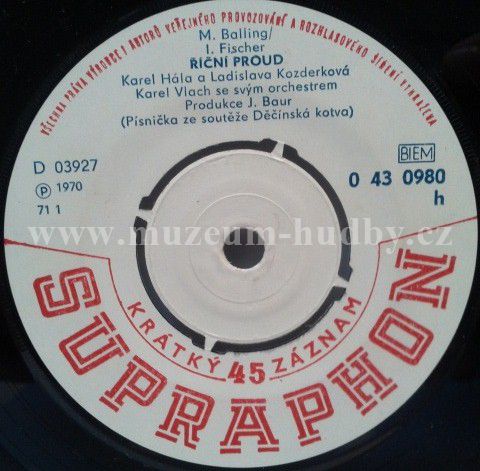 VŠECHNA PRÁVA VÝROBCE I AUTORŮ VYHRAZENA VEŘEJNÉHO PROVOZOVÁNÍ A ROZHLASOVÉHO ŠÍŘENÍ VYHRAŽENA
M. Balling/
I. Fischer
ŘÍČNÍ PROUD
Karel Hála a Ladislava Kozderková
Karel Vlach se svým orchestrem
Produkce J. Baur
(Písnička ze soutěže Děčínská kotva)
D 03927
BIEM
Ⓟ 1970
0 43 0980
71 1
h
www.muzeum-hudby.cz
KRÁTKÝ 45 ZÁZNAM
SUPRAPHON